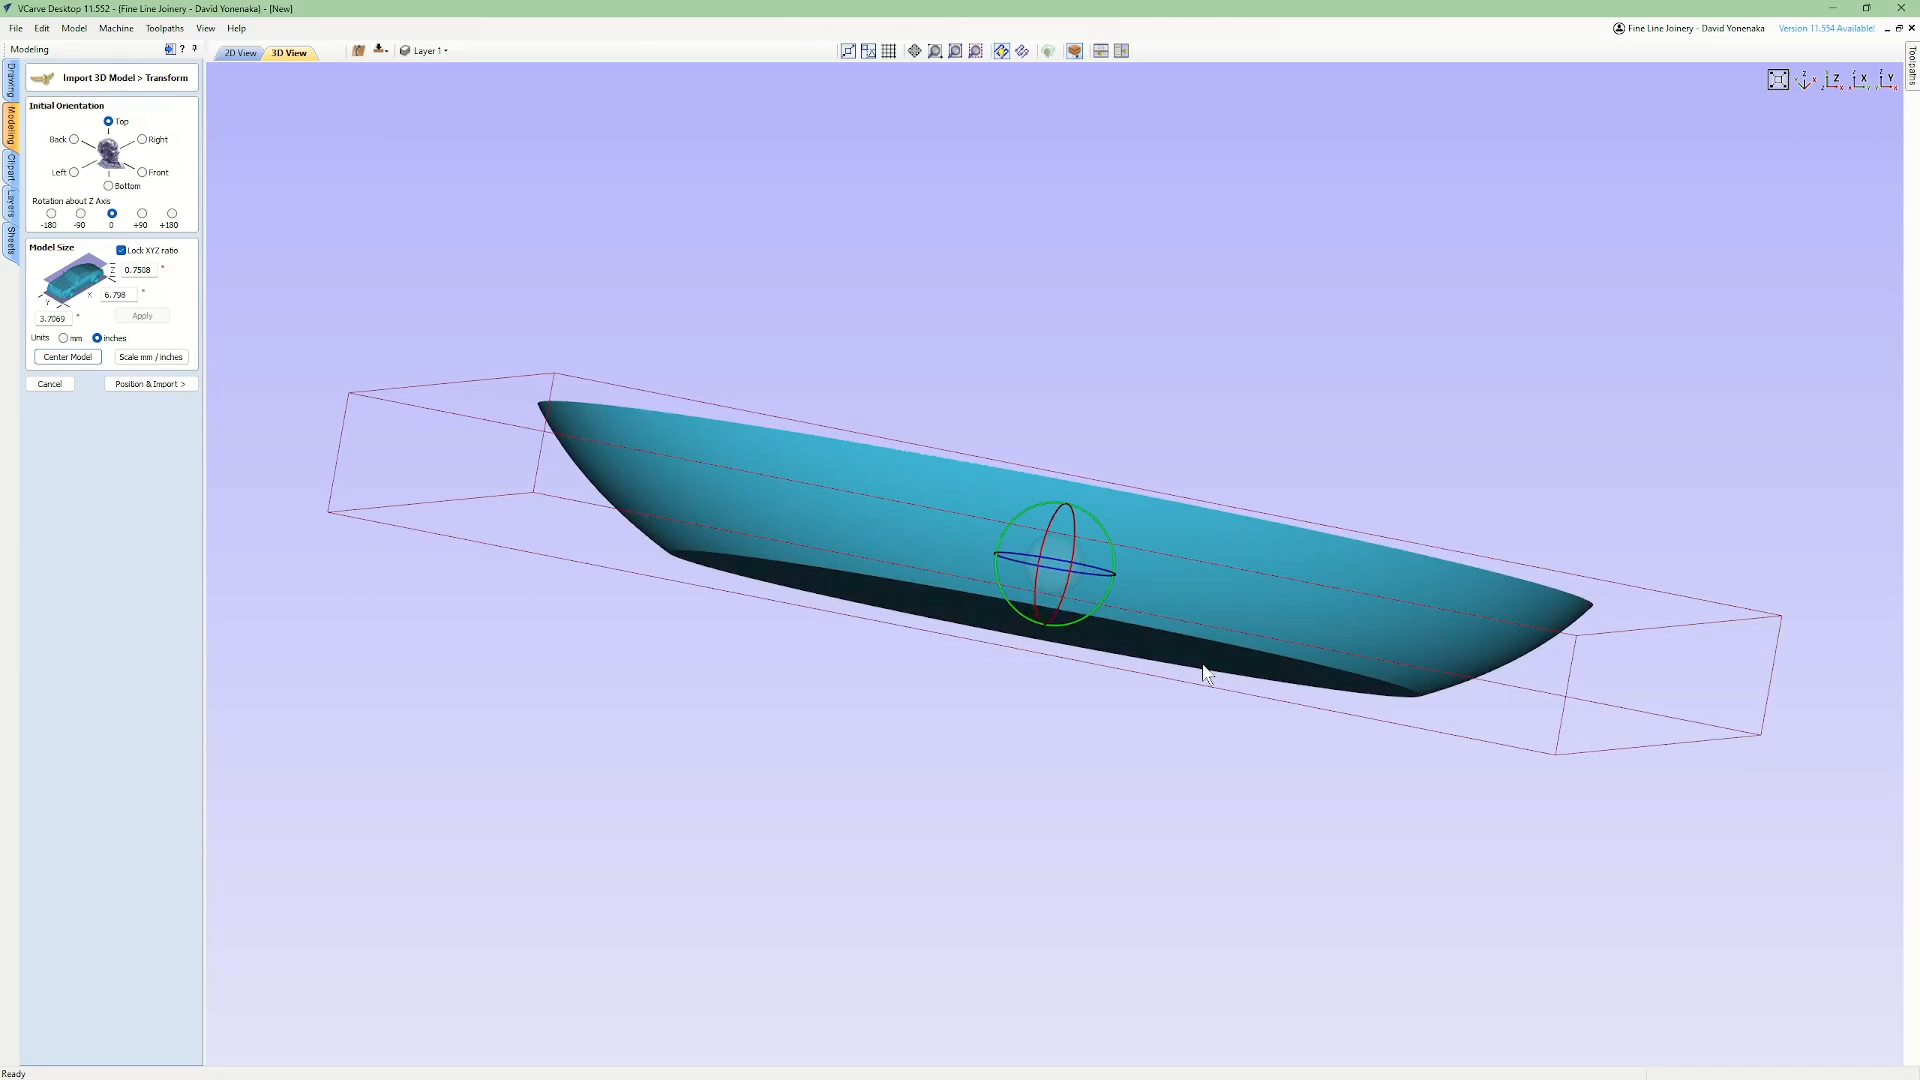 VCarve Desktop 11.552 - {Fine Line Joinery - David Yonenaka} - [New]
File Edit Model Machine Toolpaths View Help
Fine Line Joinery - David Yonenaka Version 11.554 Available!
Modeling ?
2D View 3D View Layer 1
Toolpaths
Drawing
Modeling
Clipart
Layers
Sheets
Import 3D Model > Transform
Initial Orientation
Top
Back Right
Left Front
Bottom
Rotation about Z Axis
-180 -90 0 +90 +180
Model Size
Lock XYZ ratio
Z 0.7508 "
X 6.798 "
Y
3.7069 " Apply
Units mm inches
Center Model Scale mm / inches
Cancel Position & Import >
Ready